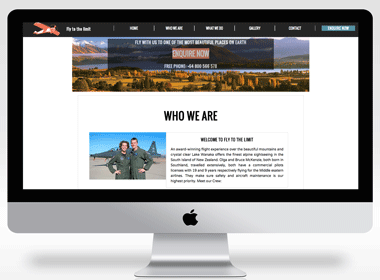 Fly to the limit
HOME
WHO WE ARE
WHAT WE DO
GALLERY
CONTACT
ENQUIRE NOW
FLY WITH US TO ONE OF THE MOST BEAUTIFUL PLACES ON EARTH
ENQUIRE NOW
FREE PHONE: +64 800 500 578
WHO WE ARE
WELCOME TO FLY TO THE LIMIT
An award-winning flight experience over the beautiful mountains and
crystal clear Lake Wanaka offers the finest alpine sightseeing in the
South Island of New Zealand. Olga and Bruce McKenzie, both born in
Southland, travelled extensively, both have a commercial pilots
licenses with 18 and 9 years respectively flying for the Middle eastern
airlines. They make sure safety and aircraft maintenance is our
highest priority. Meet our Crew.